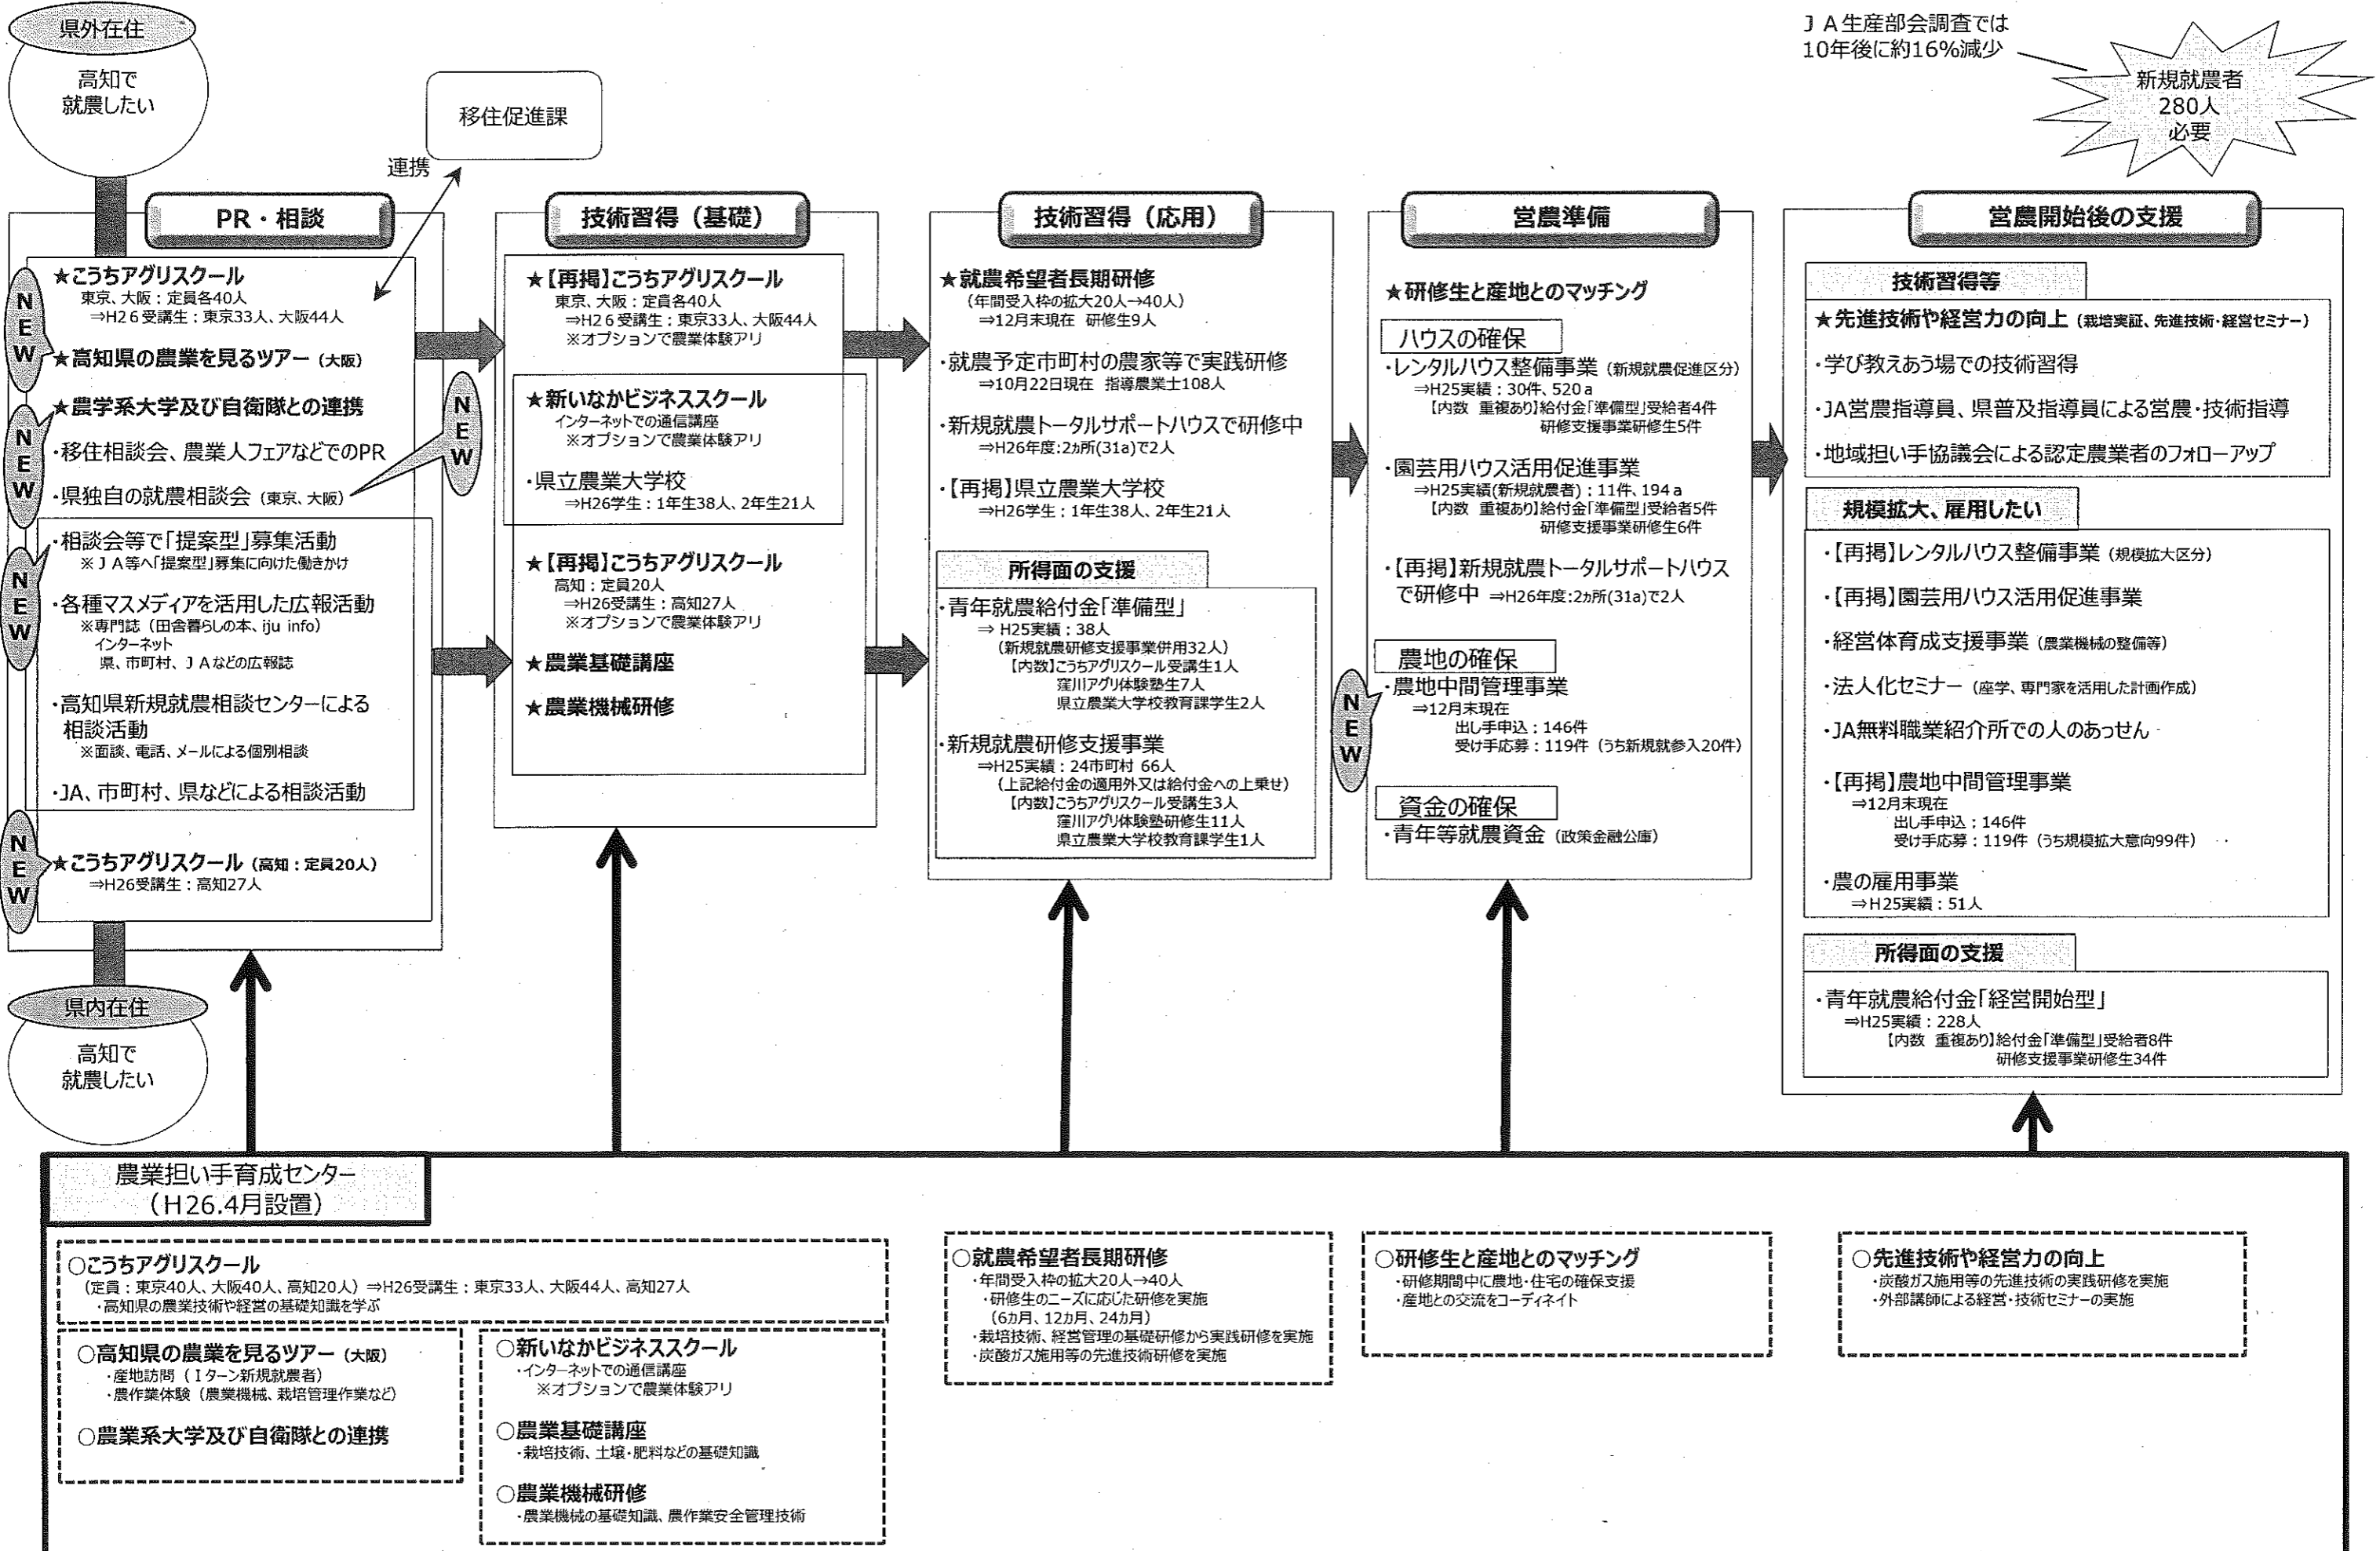 県外在住
高知で
就農したい
移住促進課
連携
JA生産部会調査では
10年後に約16%減少
新規就農者
280人
必要
PR・相談
NEW
★こうちアグリスクール
東京、大阪:定員各40人
⇒H26受講生:東京33人、大阪44人
★高知県の農業を見るツアー(大阪)
NEW
★農学系大学及び自衛隊との連携
・移住相談会、農業人フェアなどでのPR
・県独自の就農相談会(東京、大阪)
NEW
・相談会等で「提案型」募集活動
※JA等へ「提案型」募集に向けた働きかけ
・各種マスメディアを活用した広報活動
※専門誌(田舎暮らしの本、iju info)
インターネット
県、市町村、JAなどの広報誌
・高知県新規就農相談センターによる
相談活動
※面談、電話、メールによる個別相談
・JA、市町村、県などによる相談活動
NEW
★こうちアグリスクール(高知:定員20人)
⇒H26受講生:高知27人
県内在住
高知で
就農したい
技術習得(基礎)
★【再掲】こうちアグリスクール
東京、大阪:定員各40人
⇒H26受講生:東京33人、大阪44人
※オプションで農業体験アリ
NEW
★新いなかビジネススクール
インターネットでの通信講座
※オプションで農業体験アリ
・県立農業大学校
⇒H26学生:1年生38人、2年生21人
★【再掲】こうちアグリスクール
高知:定員20人
⇒H26受講生:高知27人
※オプションで農業体験アリ
★農業基礎講座
★農業機械研修
技術習得(応用)
★就農希望者長期研修
(年間受入枠の拡大20人→40人)
⇒12月末現在 研修生9人
・就農予定市町村の農家等で実践研修
⇒10月22日現在 指導農業士108人
・新規就農トータルサポートハウスで研修中
⇒H26年度:2カ所(31a)で2人
・【再掲】県立農業大学校
⇒H26学生:1年生38人、2年生21人
所得面の支援
・青年就農給付金「準備型」
⇒ H25実績:38人
(新規就農研修支援事業併用32人)
【内数】こうちアグリスクール受講生1人
窪川アグリ体験塾生7人
県立農業大学校教育課学生2人
・新規就農研修支援事業
⇒H25実績:24市町村 66人
(上記給付金の適用外又は給付金への上乗せ)
【内数】こうちアグリスクール受講生3人
窪川アグリ体験塾研修生11人
県立農業大学校教育課学生1人
営農準備
★研修生と産地とのマッチング
ハウスの確保
・レンタルハウス整備事業(新規就農促進区分)
⇒H25実績:30件、520a
【内数 重複あり】給付金「準備型」受給者4件
研修支援事業研修生5件
・園芸用ハウス活用促進事業
⇒H25実績(新規就農者):11件、194a
【内数 重複あり】給付金「準備型」受給者5件
研修支援事業研修生6件
・【再掲】新規就農トータルサポートハウス
で研修中 ⇒H26年度:2カ所(31a)で2人
農地の確保
NEW
・農地中間管理事業
⇒12月末現在
出し手申込:146件
受け手応募:119件(うち新規就参入20件)
資金の確保
・青年等就農資金(政策金融公庫)
営農開始後の支援
技術習得等
★先進技術や経営力の向上(栽培実証、先進技術・経営セミナー)
・学び教えあう場での技術習得
・JA営農指導員、県普及指導員による営農・技術指導
・地域担い手協議会による認定農業者のフォローアップ
規模拡大、雇用したい
・【再掲】レンタルハウス整備事業(規模拡大区分)
・【再掲】園芸用ハウス活用促進事業
・経営体育成支援事業(農業機械の整備等)
・法人化セミナー(座学、専門家を活用した計画作成)
・JA無料職業紹介所での人のあっせん
・【再掲】農地中間管理事業
⇒12月末現在
出し手申込:146件
受け手応募:119件(うち規模拡大意向99件)
・農の雇用事業
⇒H25実績:51人
所得面の支援
・青年就農給付金「経営開始型」
⇒H25実績:228人
【内数 重複あり】給付金「準備型」受給者8件
研修支援事業研修生34件
農業担い手育成センター
(H26.4月設置)
○こうちアグリスクール
(定員:東京40人、大阪40人、高知20人)⇒H26受講生:東京33人、大阪44人、高知27人
・高知県の農業技術や経営の基礎知識を学ぶ
○高知県の農業を見るツアー(大阪)
・産地訪問(Iターン新規就農者)
・農作業体験(農業機械、栽培管理作業など)
○農業系大学及び自衛隊との連携
○新いなかビジネススクール
・インターネットでの通信講座
※オプションで農業体験アリ
○農業基礎講座
・栽培技術、土壌・肥料などの基礎知識
○農業機械研修
・農業機械の基礎知識、農作業安全管理技術
○就農希望者長期研修
・年間受入枠の拡大20人→40人
・研修生のニーズに応じた研修を実施
(6カ月、12カ月、24カ月)
・栽培技術、経営管理の基礎研修から実践研修を実施
・炭酸ガス施用等の先進技術研修を実施
○研修生と産地とのマッチング
・研修期間中に農地・住宅の確保支援
・産地との交流をコーディネイト
○先進技術や経営力の向上
・炭酸ガス施用等の先進技術の実践研修を実施
・外部講師による経営・技術セミナーの実施